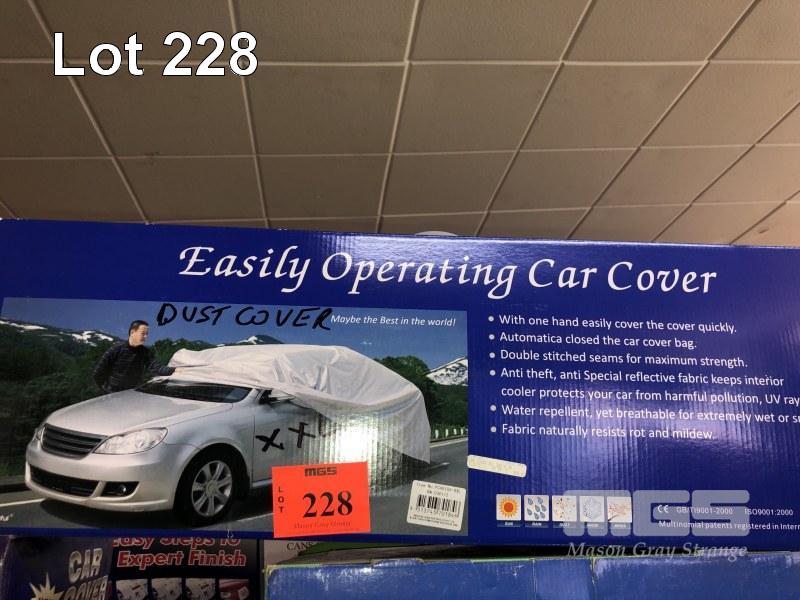 Lot 228
Easily Operating Car Cover
DUST COVER
Maybe the Best in the world!
With one hand easily cover the cover quickly.
Automatica closed the car cover bag.
Double stitched seams for maximum strength.
Anti theft, anti Special reflective fabric keeps interior
cooler protects your car from harmful pollution, UV ray
Water repellent, yet breathable for extremely wet or
Fabric naturally resists rot and mildew.
XXL
MGS
LOT
228
Mason Gray Strange
SUN RAIN
CE GB/T19001-2000 ISO9001:2000
Multinomial patents registered in
MGS
Mason Gray Strange
CAR
COVER
Easy Steps To
Expert Finish